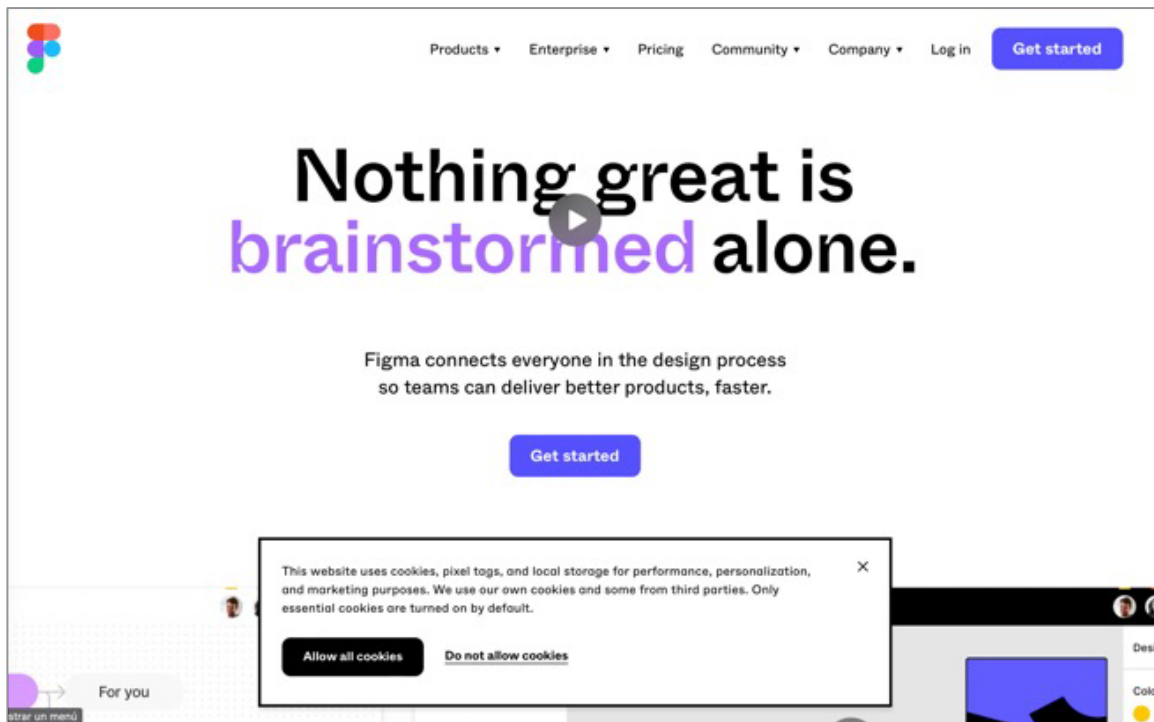 Products Enterprise Pricing Community Company Log in Get started
Nothing great is
brainstormed alone.
Figma connects everyone in the design process
so teams can deliver better products, faster.
Get started
This website uses cookies, pixel tags, and local storage for performance, personalization,
and marketing purposes. We use our own cookies and some from third parties. Only
essential cookies are turned on by default.
Allow all cookies Do not allow cookies
For you
un menú